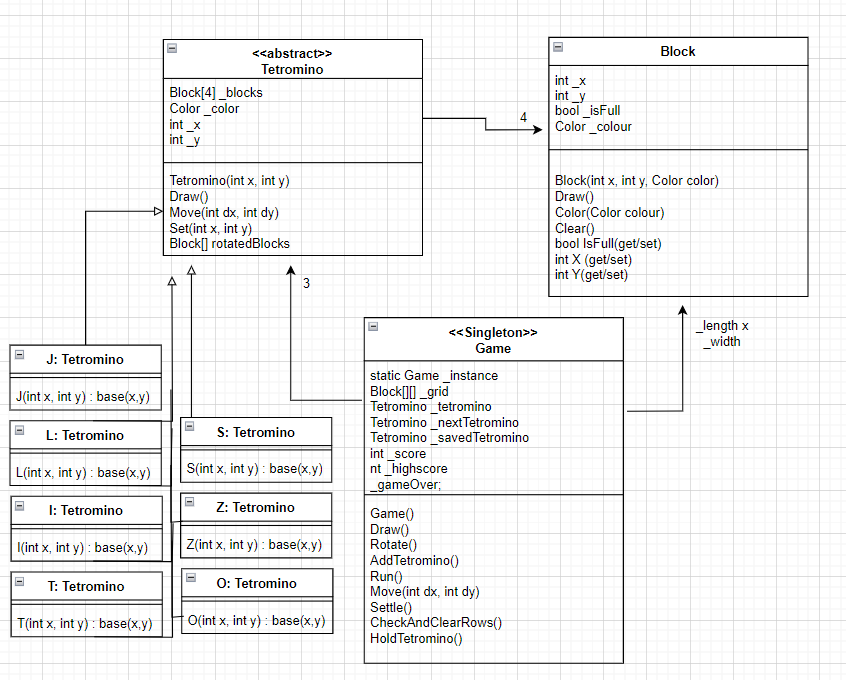 <<abstract>>
Tetromino
Block[4] _blocks
Color _color
int _x
int _y
Tetromino(int x, int y)
Draw()
Move(int dx, int dy)
Set(int x, int y)
Block[] rotatedBlocks
4
Block
int _x
int _y
bool _isFull
Color _colour
Block(int x, int y, Color color)
Draw()
Color(Color colour)
Clear()
bool IsFull(get/set)
int X (get/set)
int Y(get/set)
3
_length x
_width
<<Singleton>>
Game
static Game _instance
Block[][] _grid
Tetromino _tetromino
Tetromino _nextTetromino
Tetromino _savedTetromino
int _score
nt _highscore
_gameOver;
Game()
Draw()
Rotate()
AddTetromino()
Run()
Move(int dx, int dy)
Settle()
CheckAndClearRows()
HoldTetromino()
J: Tetromino
J(int x, int y) : base(x,y)
L: Tetromino
L(int x, int y) : base(x,y)
I: Tetromino
I(int x, int y) : base(x,y)
T: Tetromino
T(int x, int y) : base(x,y)
S: Tetromino
S(int x, int y) : base(x,y)
Z: Tetromino
Z(int x, int y) : base(x,y)
O: Tetromino
O(int x, int y) : base(x,y)